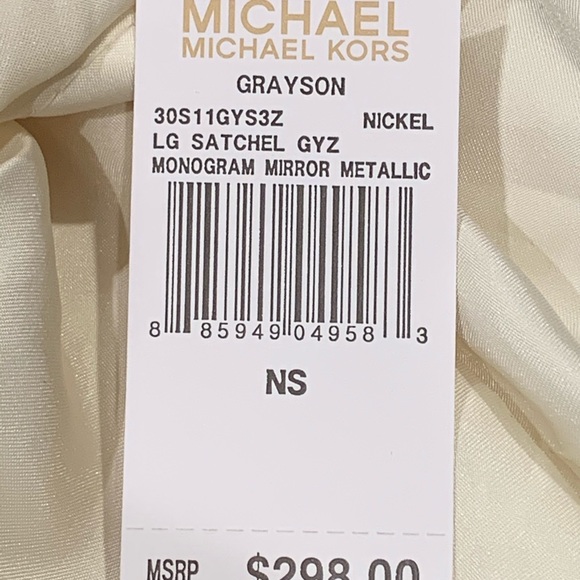 MICHAEL
MICHAEL KORS
GRAYSON
30S11GYS3Z NICKEL
LG SATCHEL GYZ
MONOGRAM MIRROR METALLIC
8 85949 04958 3
NS
MSRP $298.00